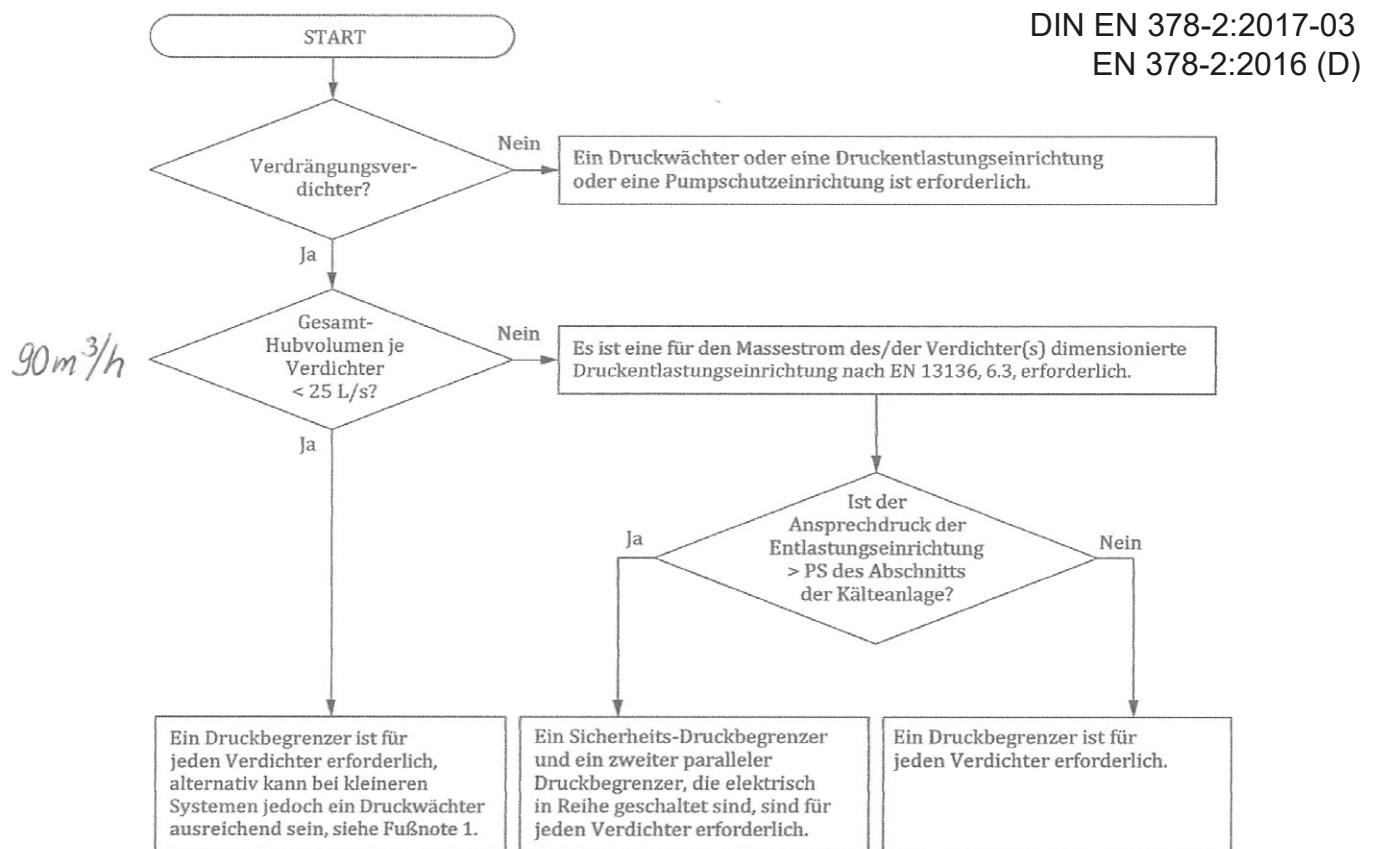 DIN EN 378-2:2017-03
EN 378-2:2016 (D)
START
Verdrängungsver-
dichter?
Nein
Ein Druckwächter oder eine Druckentlastungseinrichtung
oder eine Pumpschutzeinrichtung ist erforderlich.
Ja
90 m³/h
Gesamt-
Hubvolumen je
Verdichter
< 25 L/s?
Nein
Es ist eine für den Massestrom des/der Verdichter(s) dimensionierte
Druckentlastungseinrichtung nach EN 13136, 6.3, erforderlich.
Ja
Ist der
Ansprechdruck der
Entlastungseinrichtung
> PS des Abschnitts
der Kälteanlage?
Ja
Nein
Ein Druckbegrenzer ist für
jeden Verdichter erforderlich,
alternativ kann bei kleineren
Systemen jedoch ein Druckwächter
ausreichend sein, siehe Fußnote 1.
Ein Sicherheits-Druckbegrenzer
und ein zweiter paralleler
Druckbegrenzer, die elektrisch
in Reihe geschaltet sind, sind für
jeden Verdichter erforderlich.
Ein Druckbegrenzer ist für
jeden Verdichter erforderlich.